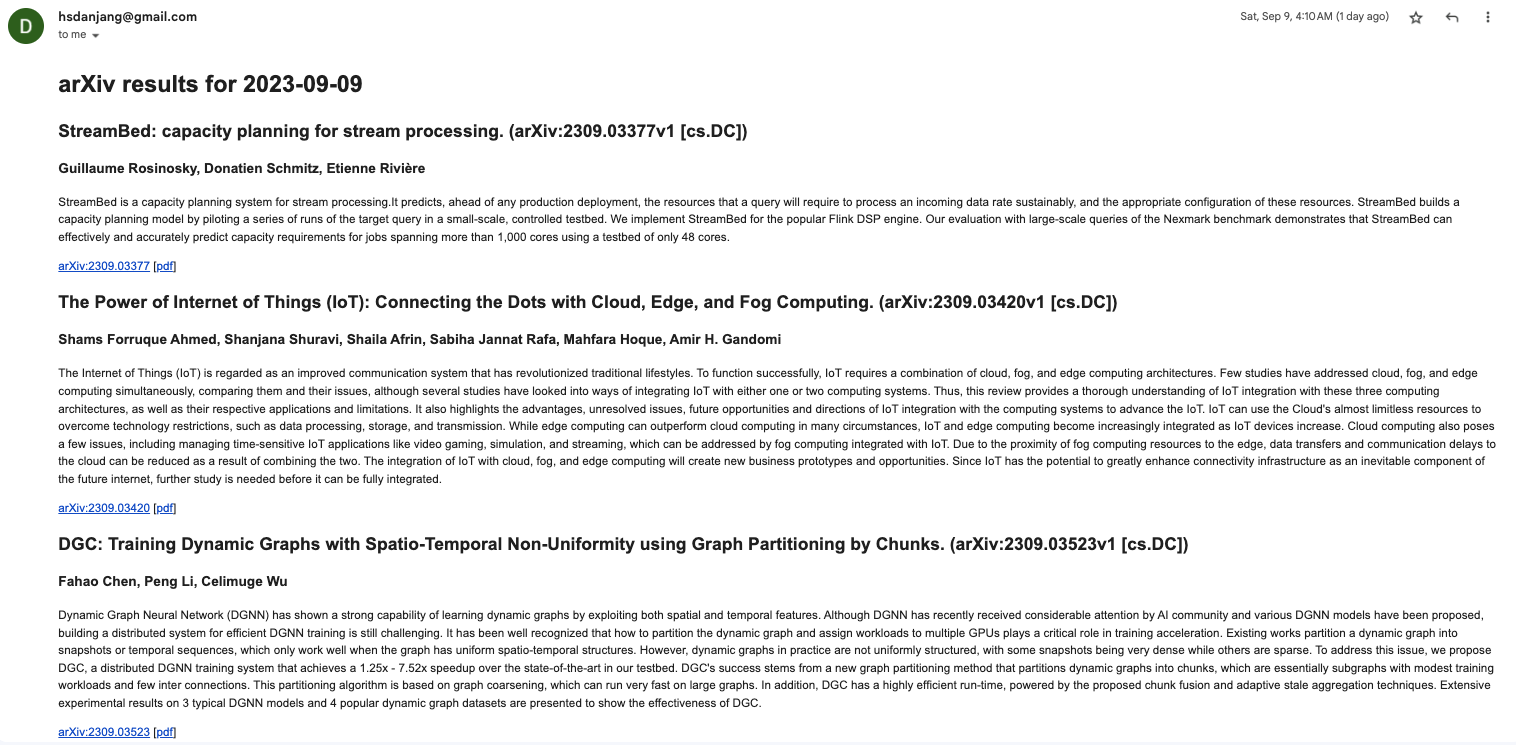 D
hsdanjang@gmail.com
to me
Sat, Sep 9, 4:10 AM (1 day ago)
arXiv results for 2023-09-09
StreamBed: capacity planning for stream processing. (arXiv:2309.03377v1 [cs.DC])
Guillaume Rosinosky, Donatien Schmitz, Etienne Rivière
StreamBed is a capacity planning system for stream processing.It predicts, ahead of any production deployment, the resources that a query will require to process an incoming data rate sustainably, and the appropriate configuration of these resources. StreamBed builds a
capacity planning model by piloting a series of runs of the target query in a small-scale, controlled testbed. We implement StreamBed for the popular Flink DSP engine. Our evaluation with large-scale queries of the Nexmark benchmark demonstrates that StreamBed can
effectively and accurately predict capacity requirements for jobs spanning more than 1,000 cores using a testbed of only 48 cores.
arXiv:2309.03377 [pdf]
The Power of Internet of Things (IoT): Connecting the Dots with Cloud, Edge, and Fog Computing. (arXiv:2309.03420v1 [cs.DC])
Shams Forruque Ahmed, Shanjana Shuravi, Shaila Afrin, Sabiha Jannat Rafa, Mahfara Hoque, Amir H. Gandomi
The Internet of Things (IoT) is regarded as an improved communication system that has revolutionized traditional lifestyles. To function successfully, IoT requires a combination of cloud, fog, and edge computing architectures. Few studies have addressed cloud, fog, and edge
computing simultaneously, comparing them and their issues, although several studies have looked into ways of integrating IoT with either one or two computing systems. Thus, this review provides a thorough understanding of IoT integration with these three computing
architectures, as well as their respective applications and limitations. It also highlights the advantages, unresolved issues, future opportunities and directions of IoT integration with the computing systems to advance the IoT. IoT can use the Cloud's almost limitless resources to
overcome technology restrictions, such as data processing, storage, and transmission. While edge computing can outperform cloud computing in many circumstances, IoT and edge computing become increasingly integrated as IoT devices increase. Cloud computing also poses
a few issues, including managing time-sensitive IoT applications like video gaming, simulation, and streaming, which can be addressed by fog computing integrated with IoT. Due to the proximity of fog computing resources to the edge, data transfers and communication delays to
the cloud can be reduced as a result of combining the two. The integration of IoT with cloud, fog, and edge computing will create new business prototypes and opportunities. Since IoT has the potential to greatly enhance connectivity infrastructure as an inevitable component of
the future internet, further study is needed before it can be fully integrated.
arXiv:2309.03420 [pdf]
DGC: Training Dynamic Graphs with Spatio-Temporal Non-Uniformity using Graph Partitioning by Chunks. (arXiv:2309.03523v1 [cs.DC])
Fahao Chen, Peng Li, Celimuge Wu
Dynamic Graph Neural Network (DGNN) has shown a strong capability of learning dynamic graphs by exploiting both spatial and temporal features. Although DGNN has recently received considerable attention by AI community and various DGNN models have been proposed,
building a distributed system for efficient DGNN training is still challenging. It has been well recognized that how to partition the dynamic graph and assign workloads to multiple GPUs plays a critical role in training acceleration. Existing works partition a dynamic graph into
snapshots or temporal sequences, which only work well when the graph has uniform spatio-temporal structures. However, dynamic graphs in practice are not uniformly structured, with some snapshots being very dense while others are sparse. To address this issue, we propose
DGC, a distributed DGNN training system that achieves a 1.25x - 7.52x speedup over the state-of-the-art in our testbed. DGC's success stems from a new graph partitioning method that partitions dynamic graphs into chunks, which are essentially subgraphs with modest training
workloads and few inter connections. This partitioning algorithm is based on graph coarsening, which can run very fast on large graphs. In addition, DGC has a highly efficient run-time, powered by the proposed chunk fusion and adaptive stale aggregation techniques. Extensive
experimental results on 3 typical DGNN models and 4 popular dynamic graph datasets are presented to show the effectiveness of DGC.
arXiv:2309.03523 [pdf]